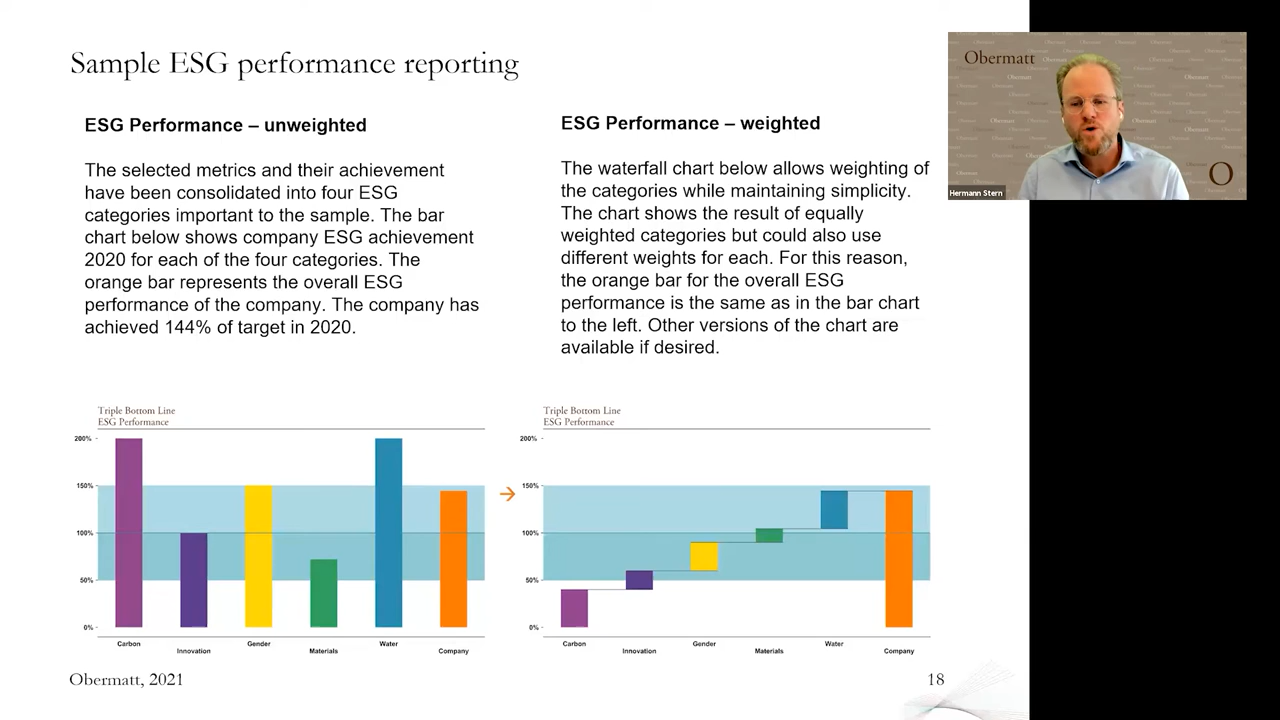 Sample ESG performance reporting
ESG Performance – unweighted
The selected metrics and their achievement
have been consolidated into four ESG
categories important to the sample. The bar
chart below shows company ESG achievement
2020 for each of the four categories. The
orange bar represents the overall ESG
performance of the company. The company has
achieved 144% of target in 2020.
ESG Performance – weighted
The waterfall chart below allows weighting of
the categories while maintaining simplicity.
The chart shows the result of equally
weighted categories but could also use
different weights for each. For this reason,
the orange bar for the overall ESG
performance is the same as in the bar chart
to the left. Other versions of the chart are
available if desired.
Triple Bottom Line
ESG Performance
200%
150%
100%
50%
0%
Carbon
Innovation
Gender
Materials
Water
Company
Triple Bottom Line
ESG Performance
200%
150%
100%
50%
0%
Carbon
Innovation
Gender
Materials
Water
Company
Obermatt, 2021
18
Obermatt
O
Hermann Stern